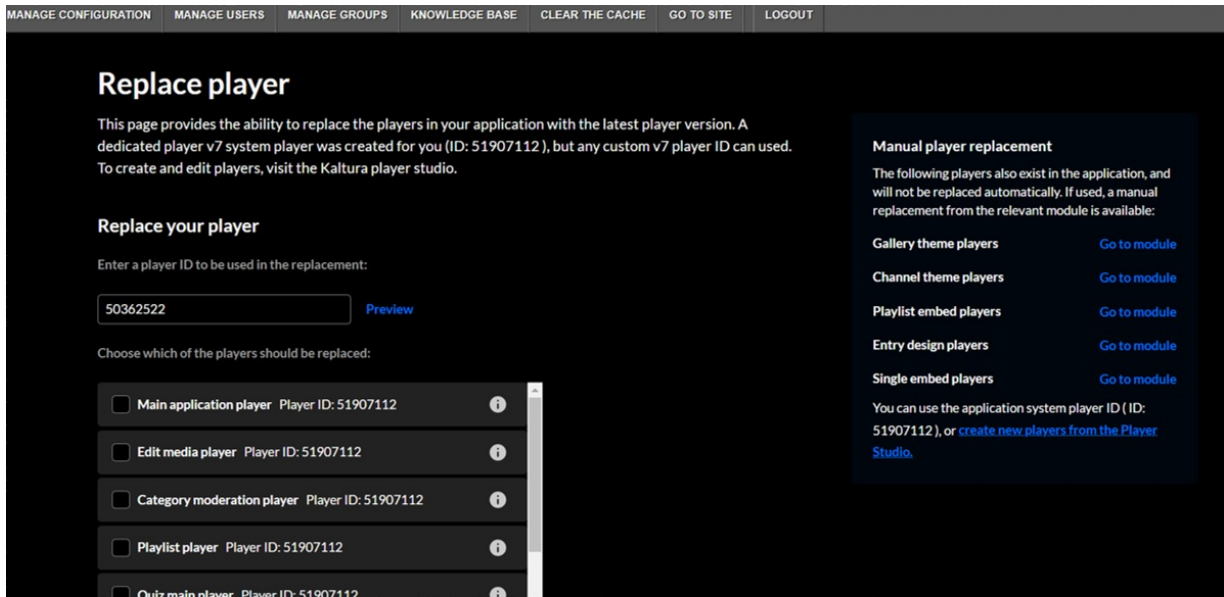 MANAGE CONFIGURATION
MANAGE USERS
MANAGE GROUPS
KNOWLEDGE BASE
CLEAR THE CACHE
GO TO SITE
LOGOUT
Replace player
This page provides the ability to replace the players in your application with the latest player version. A
dedicated player v7 system player was created for you (ID: 51907112 ), but any custom v7 player ID can used.
To create and edit players, visit the Kaltura player studio.
Replace your player
Enter a player ID to be used in the replacement:
50362522
Preview
Choose which of the players should be replaced:
Main application player Player ID: 51907112
Edit media player Player ID: 51907112
Category moderation player Player ID: 51907112
Playlist player Player ID: 51907112
Quiz main player Player ID: 51907112
Manual player replacement
The following players also exist in the application, and
will not be replaced automatically. If used, a manual
replacement from the relevant module is available:
Gallery theme players Go to module
Channel theme players Go to module
Playlist embed players Go to module
Entry design players Go to module
Single embed players Go to module
You can use the application system player ID ( ID:
51907112 ), or create new players from the Player
Studio.